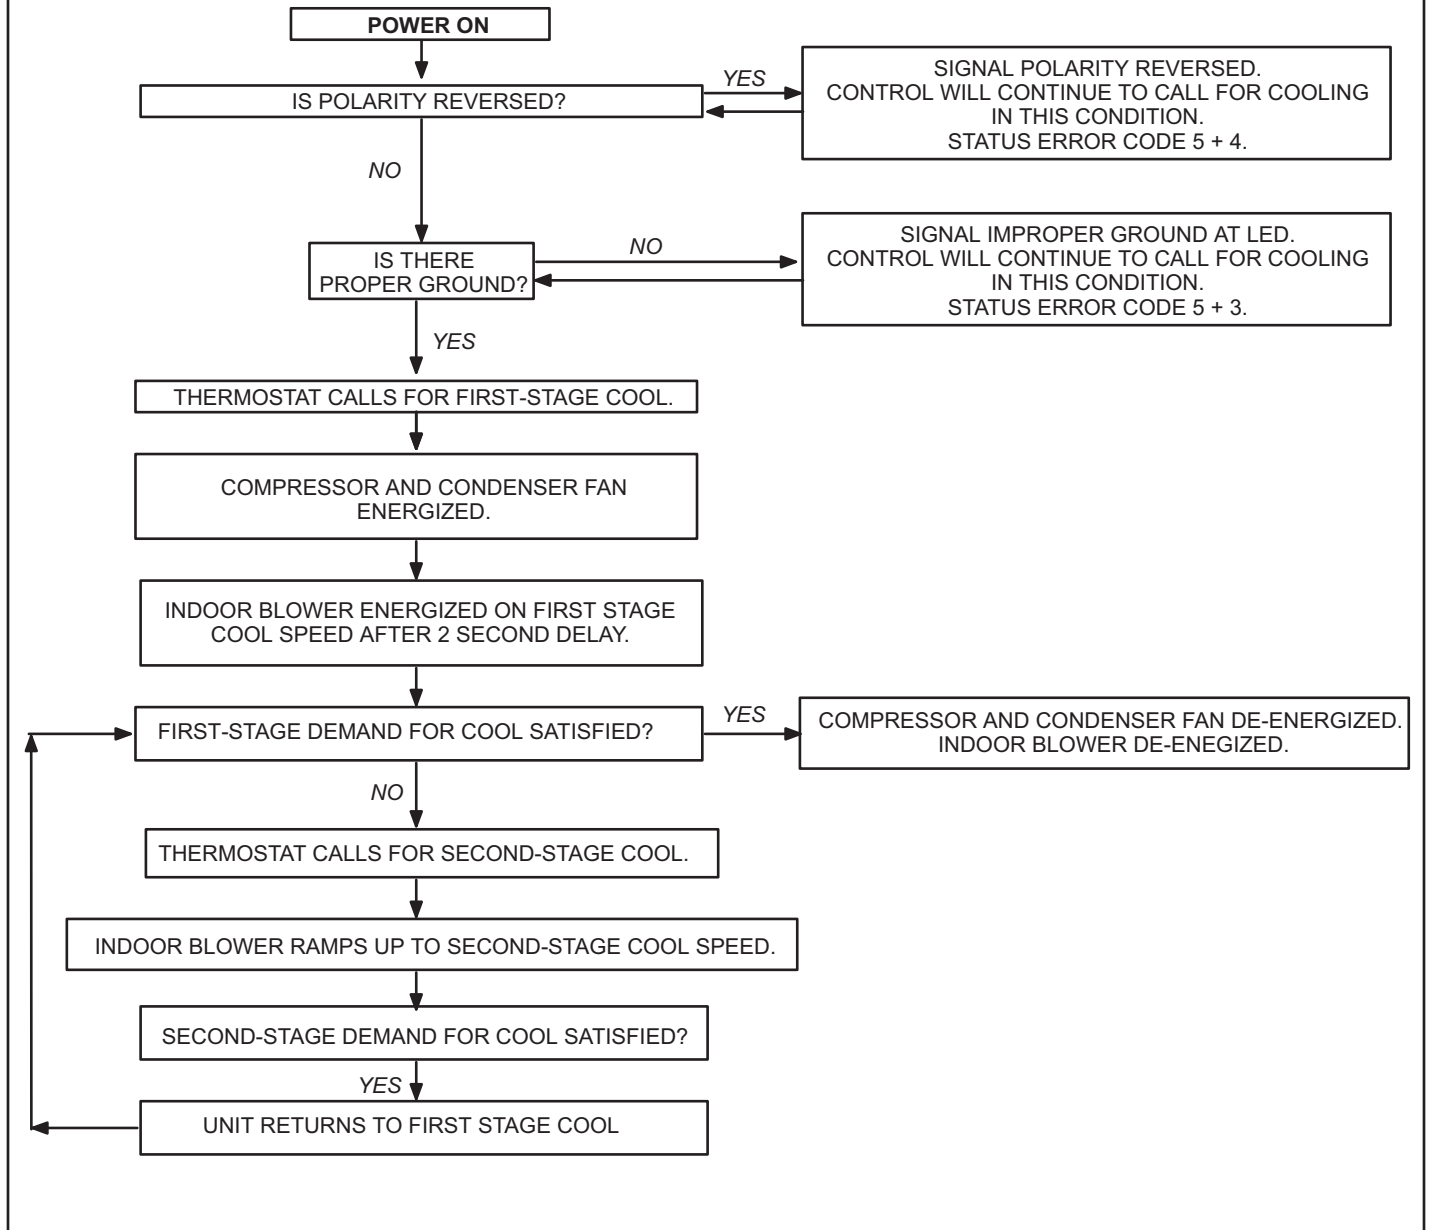 POWER ON
IS POLARITY REVERSED?
YES
SIGNAL POLARITY REVERSED.
CONTROL WILL CONTINUE TO CALL FOR COOLING
IN THIS CONDITION.
STATUS ERROR CODE 5 + 4.
NO
IS THERE
PROPER GROUND?
NO
SIGNAL IMPROPER GROUND AT LED.
CONTROL WILL CONTINUE TO CALL FOR COOLING
IN THIS CONDITION.
STATUS ERROR CODE 5 + 3.
YES
THERMOSTAT CALLS FOR FIRST-STAGE COOL.
COMPRESSOR AND CONDENSER FAN
ENERGIZED.
INDOOR BLOWER ENERGIZED ON FIRST STAGE
COOL SPEED AFTER 2 SECOND DELAY.
FIRST-STAGE DEMAND FOR COOL SATISFIED?
YES
COMPRESSOR AND CONDENSER FAN DE-ENERGIZED.
INDOOR BLOWER DE-ENEGIZED.
NO
THERMOSTAT CALLS FOR SECOND-STAGE COOL.
INDOOR BLOWER RAMPS UP TO SECOND-STAGE COOL SPEED.
SECOND-STAGE DEMAND FOR COOL SATISFIED?
YES
UNIT RETURNS TO FIRST STAGE COOL